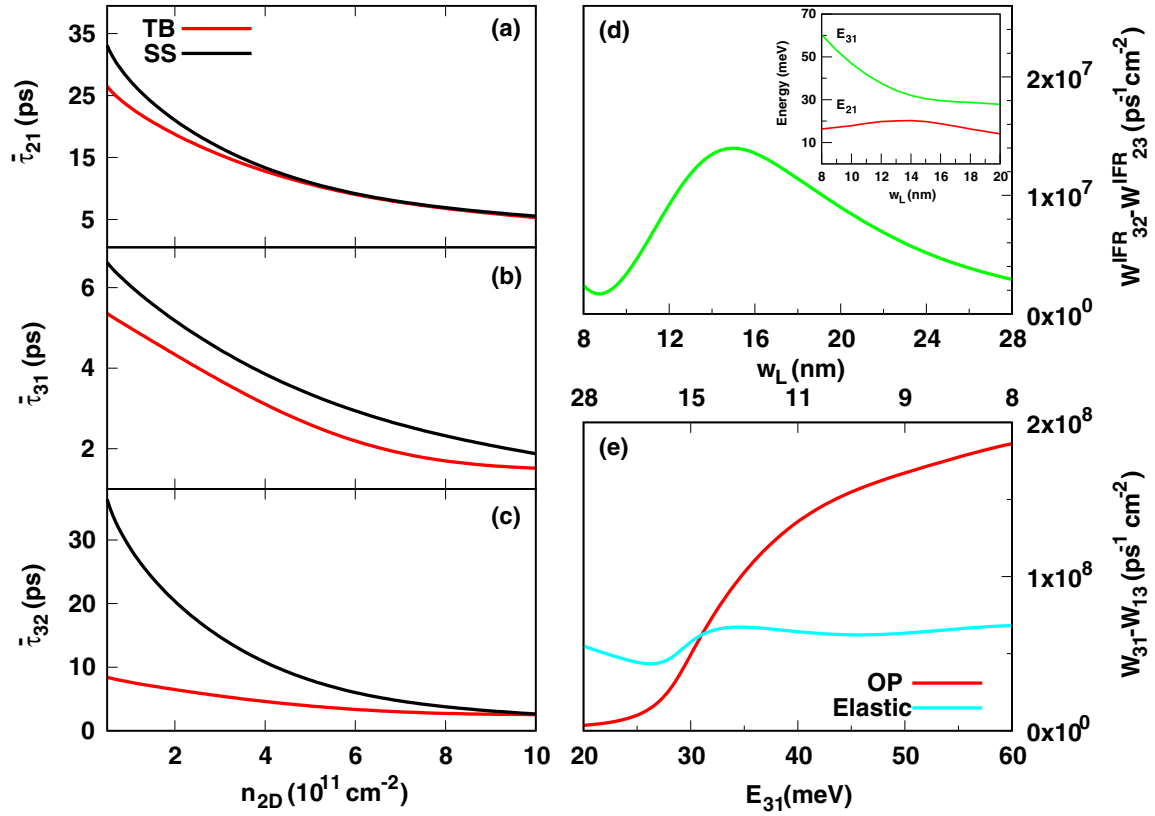 (a)
TB
SS
35
25
15
5
τ̄21 (ps)
(b)
6
4
2
τ̄31 (ps)
(c)
30
20
10
0
τ̄32 (ps)
2 4 6 8 10
n2D (10^11 cm^-2)
(d)
2x10^7
1x10^7
0x10^0
W^IFR32-W^IFR23 (ps^-1 cm^-2)
8 12 16 20 24 28
wL (nm)
70
50
30
10
Energy (meV)
E31
E21
8 10 12 14 16 18 20
wL (nm)
28 15 11 9 8
(e)
2x10^8
1x10^8
0x10^0
W31-W13 (ps^-1 cm^-2)
OP
Elastic
20 30 40 50 60
E31(meV)